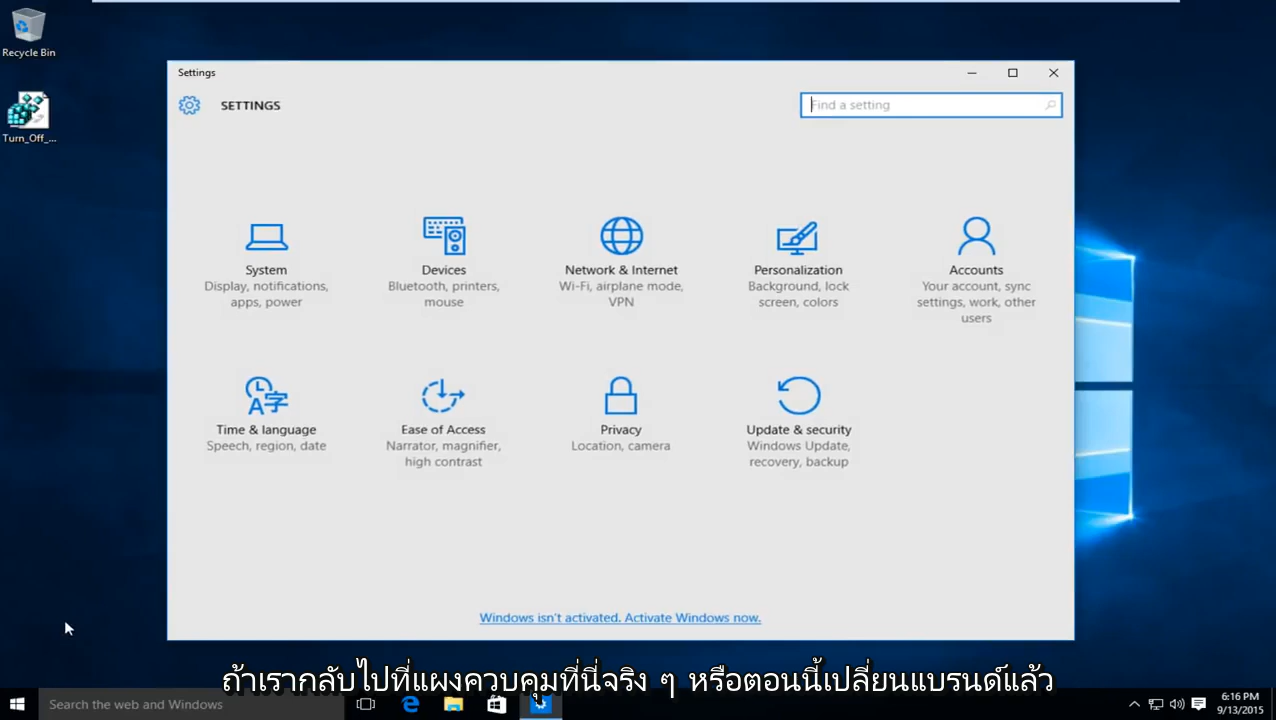 Recycle Bin
Turn_Off_...
Settings
SETTINGS
Find a setting
System
Display, notifications,
apps, power
Devices
Bluetooth, printers,
mouse
Network & Internet
Wi-Fi, airplane mode,
VPN
Personalization
Background, lock
screen, colors
Accounts
Your account, sync
settings, work, other
users
Time & language
Speech, region, date
Ease of Access
Narrator, magnifier,
high contrast
Privacy
Location, camera
Update & security
Windows Update,
recovery, backup
Windows isn't activated. Activate Windows now.
ถ้าเรากลับไปที่แผงควบคุมที่นี่จริง ๆ หรือตอนนี้เปลี่ยนแบรนด์แล้ว
Search the web and Windows
6:16 PM
9/13/2015